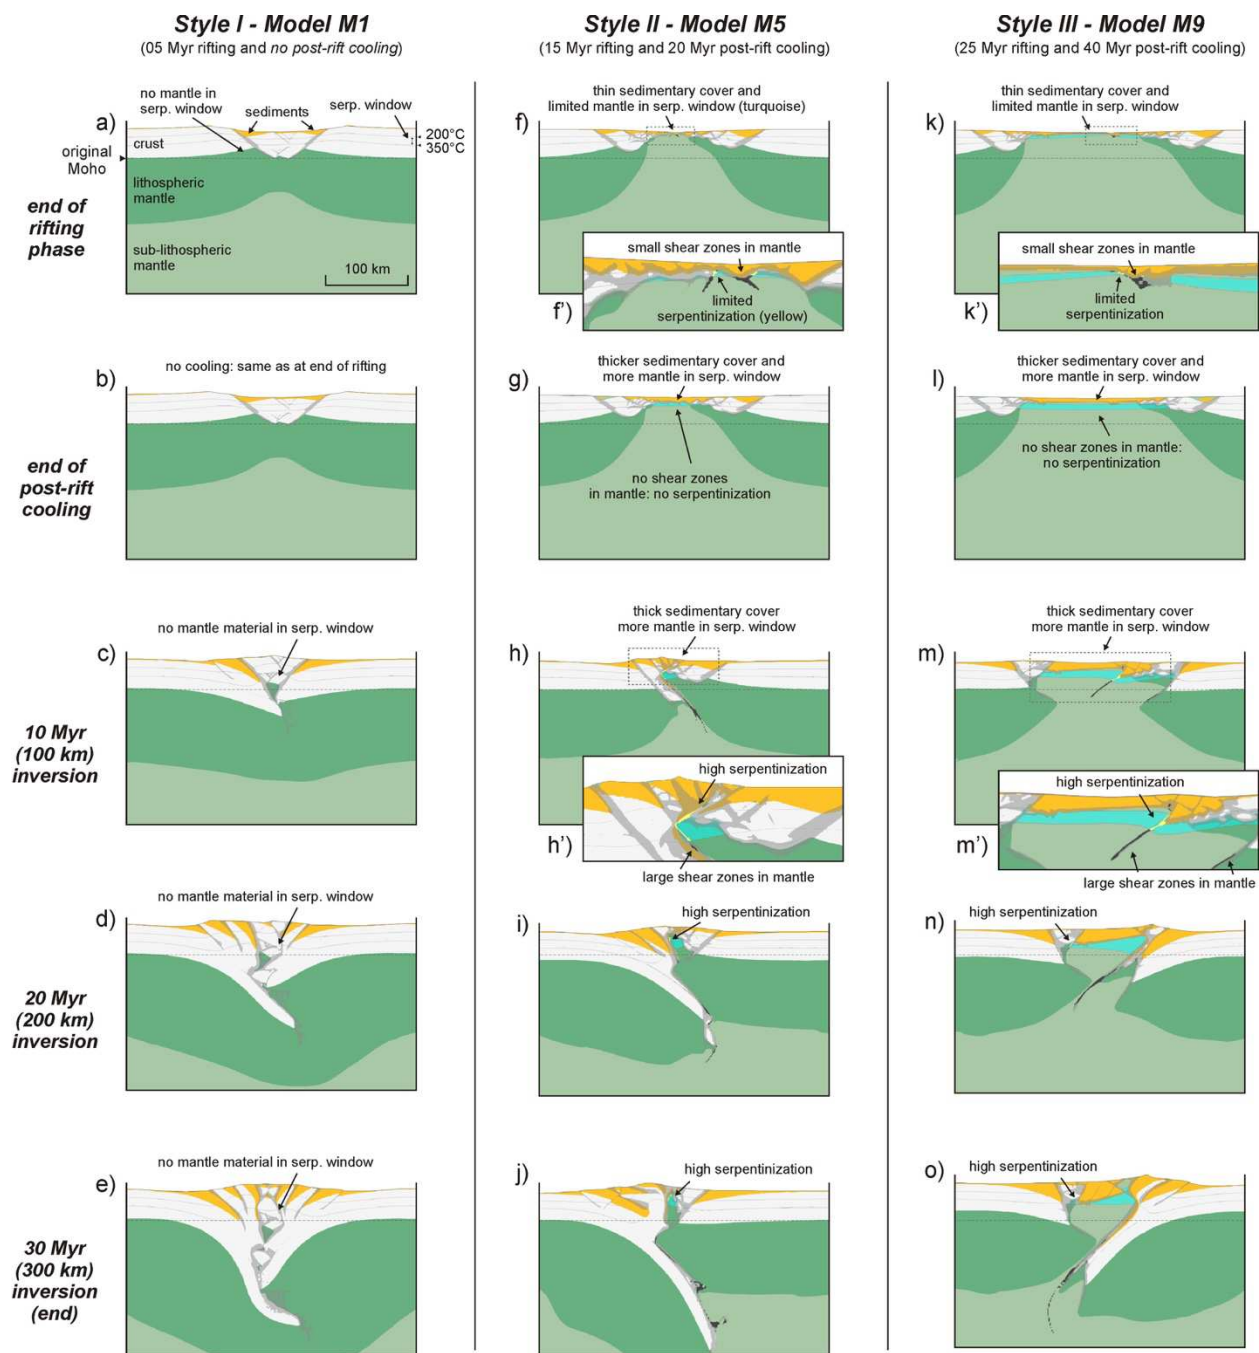 Style I - Model M1
(05 Myr rifting and no post-rift cooling)
Style II - Model M5
(15 Myr rifting and 20 Myr post-rift cooling)
Style III - Model M9
(25 Myr rifting and 40 Myr post-rift cooling)
end of
rifting
phase
a)
no mantle in
serp. window
sediments
serp. window
200°C
350°C
crust
original
Moho
lithospheric
mantle
sub-lithospheric
mantle
100 km
f)
thin sedimentary cover and
limited mantle in serp. window (turquoise)
f')
small shear zones in mantle
limited
serpentinization (yellow)
k)
thin sedimentary cover and
limited mantle in serp. window
k')
small shear zones in mantle
limited
serpentinization
end of
post-rift
cooling
b)
no cooling: same as at end of rifting
g)
thicker sedimentary cover and
more mantle in serp. window
no shear zones
in mantle: no serpentinization
l)
thicker sedimentary cover and
more mantle in serp. window
no shear zones in mantle:
no serpentinization
10 Myr
(100 km)
inversion
c)
no mantle material in serp. window
h)
thick sedimentary cover
more mantle in serp. window
h')
high serpentinization
large shear zones in mantle
m)
thick sedimentary cover
more mantle in serp. window
m')
high serpentinization
large shear zones in mantle
20 Myr
(200 km)
inversion
d)
no mantle material in serp. window
i)
high serpentinization
n)
high serpentinization
30 Myr
(300 km)
inversion
(end)
e)
no mantle material in serp. window
j)
high serpentinization
o)
high serpentinization